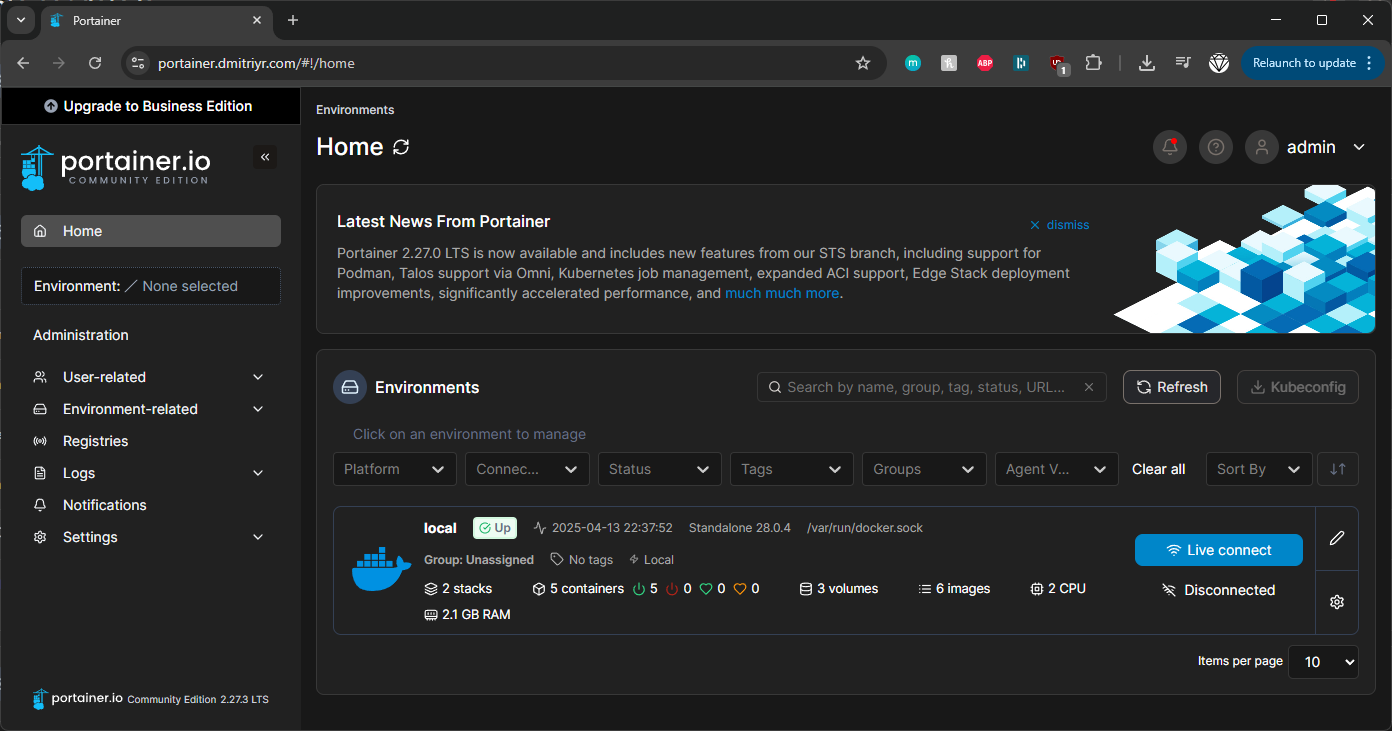 Portainer
portainer.dmitriyr.com/#!/home
ABP
1
Relaunch to update
Upgrade to Business Edition
portainer.io
COMMUNITY EDITION
Home
Environment: None selected
Administration
User-related
Environment-related
Registries
Logs
Notifications
Settings
portainer.io Community Edition 2.27.3 LTS
Environments
Home
admin
Latest News From Portainer
dismiss
Portainer 2.27.0 LTS is now available and includes new features from our STS branch, including support for
Podman, Talos support via Omni, Kubernetes job management, expanded ACI support, Edge Stack deployment
improvements, significantly accelerated performance, and much much more.
Environments
Search by name, group, tag, status, URL...
Refresh
Kubeconfig
Click on an environment to manage
Platform Connec... Status Tags Groups Agent V... Clear all Sort By
local Up 2025-04-13 22:37:52 Standalone 28.0.4 /var/run/docker.sock
Group: Unassigned No tags Local
2 stacks 5 containers 5 0 0 0 3 volumes 6 images 2 CPU
2.1 GB RAM
Live connect
Disconnected
Items per page 10